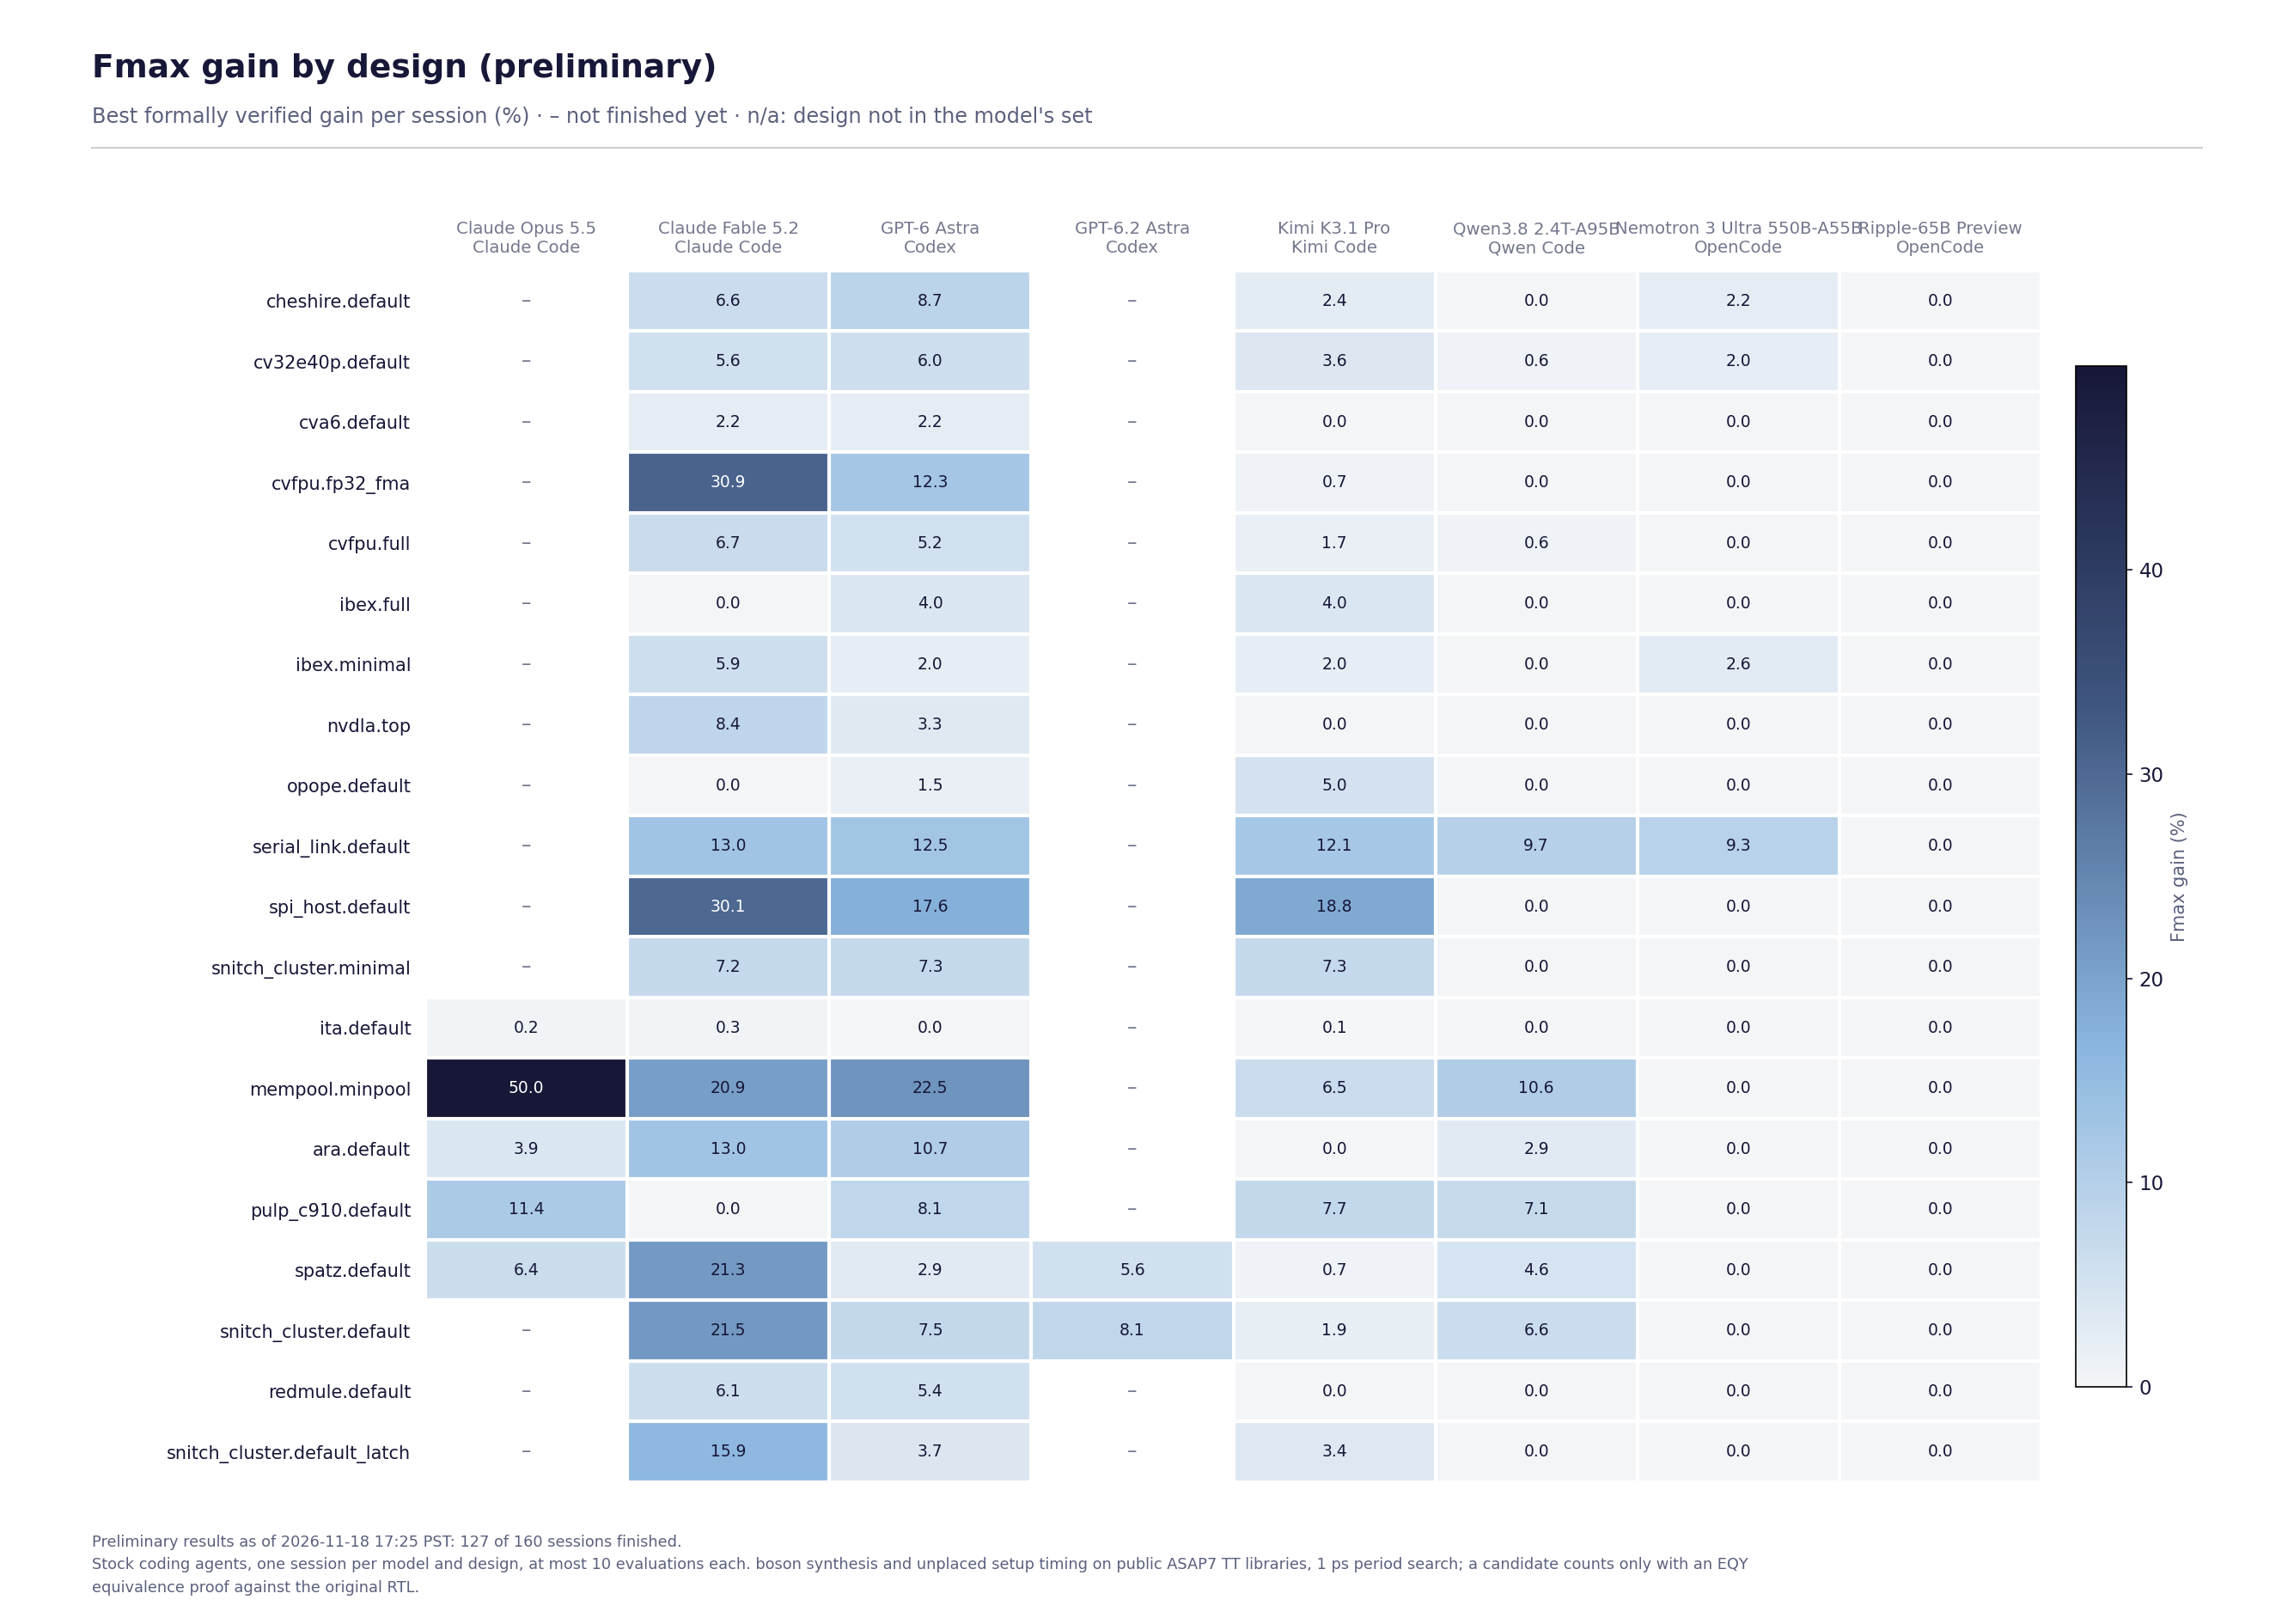 Fmax gain by design (preliminary)
Best formally verified gain per session (%) · – not finished yet · n/a: design not in the model's set
Claude Opus 5.5 Claude Fable 5.2 GPT-6 Astra GPT-6.2 Astra Kimi K3.1 Pro Qwen3.8 2.4T-A95B Nemotron 3 Ultra 550B-A55B Ripple-65B Preview
Claude Code Claude Code Codex Codex Kimi Code Qwen Code OpenCode OpenCode
cheshire.default – 6.6 8.7 – 2.4 0.0 2.2 0.0
cv32e40p.default – 5.6 6.0 – 3.6 0.6 2.0 0.0
cva6.default – 2.2 2.2 – 0.0 0.0 0.0 0.0
cvfpu.fp32_fma – 30.9 12.3 – 0.7 0.0 0.0 0.0
cvfpu.full – 6.7 5.2 – 1.7 0.6 0.0 0.0
ibex.full – 0.0 4.0 – 4.0 0.0 0.0 0.0
ibex.minimal – 5.9 2.0 – 2.0 0.0 2.6 0.0
nvdla.top – 8.4 3.3 – 0.0 0.0 0.0 0.0
opope.default – 0.0 1.5 – 5.0 0.0 0.0 0.0
serial_link.default – 13.0 12.5 – 12.1 9.7 9.3 0.0
spi_host.default – 30.1 17.6 – 18.8 0.0 0.0 0.0
snitch_cluster.minimal – 7.2 7.3 – 7.3 0.0 0.0 0.0
ita.default 0.2 0.3 0.0 – 0.1 0.0 0.0 0.0
mempool.minpool 50.0 20.9 22.5 – 6.5 10.6 0.0 0.0
ara.default 3.9 13.0 10.7 – 0.0 2.9 0.0 0.0
pulp_c910.default 11.4 0.0 8.1 – 7.7 7.1 0.0 0.0
spatz.default 6.4 21.3 2.9 5.6 0.7 4.6 0.0 0.0
snitch_cluster.default – 21.5 7.5 8.1 1.9 6.6 0.0 0.0
redmule.default – 6.1 5.4 – 0.0 0.0 0.0 0.0
snitch_cluster.default_latch – 15.9 3.7 – 3.4 0.0 0.0 0.0
40
30
20
10
0
Fmax gain (%)
Preliminary results as of 2026-11-18 17:25 PST: 127 of 160 sessions finished.
Stock coding agents, one session per model and design, at most 10 evaluations each. boson synthesis and unplaced setup timing on public ASAP7 TT libraries, 1 ps period search; a candidate counts only with an EQY
equivalence proof against the original RTL.